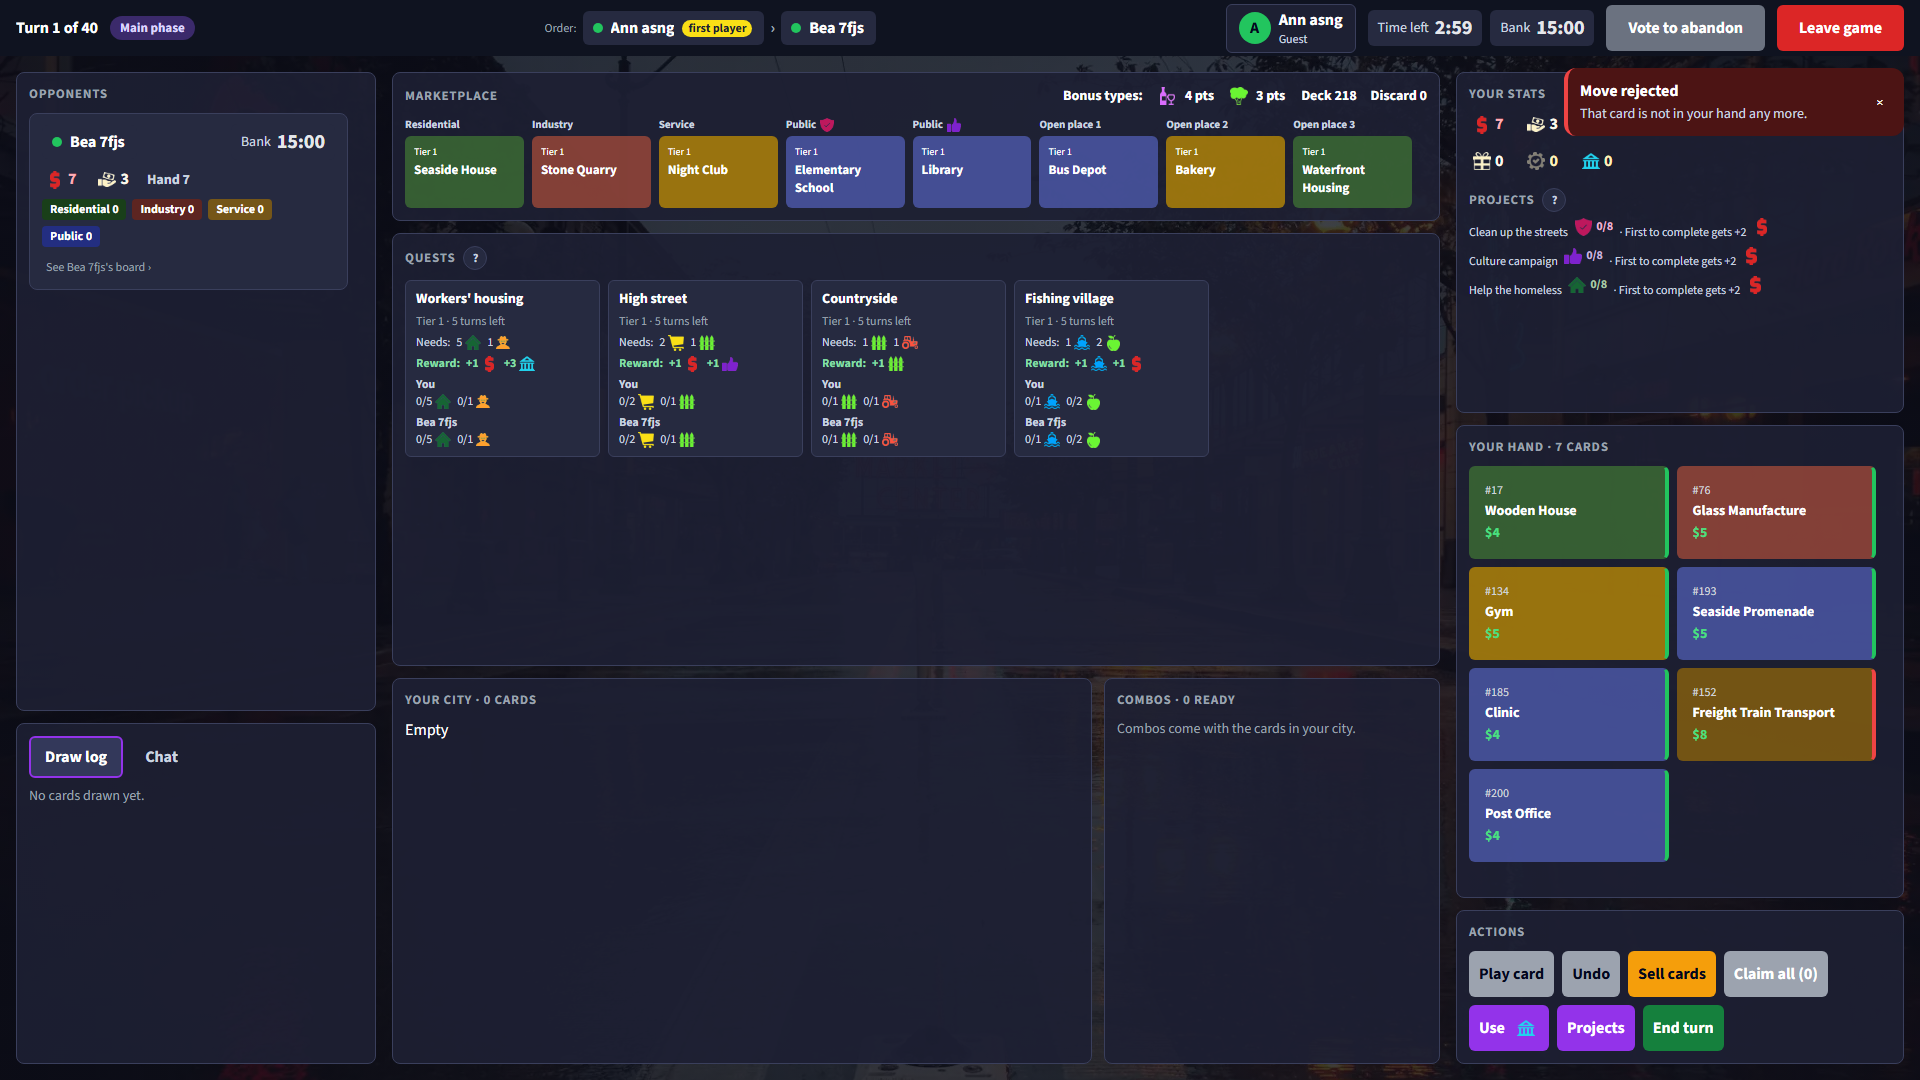 Turn 1 of 40
Main phase
Order: Ann asng first player › Bea 7fjs
A
Ann asng
Guest
Time left 2:59
Bank 15:00
Vote to abandon
Leave game
OPPONENTS
Bea 7fjs
Bank 15:00
7 3 Hand 7
Residential 0 Industry 0 Service 0
Public 0
See Bea 7fjs's board ›
Draw log
Chat
No cards drawn yet.
MARKETPLACE
Bonus types: 4 pts 3 pts Deck 218 Discard 0
Residential Industry Service Public Public Open place 1 Open place 2 Open place 3
Tier 1
Seaside House
Tier 1
Stone Quarry
Tier 1
Night Club
Tier 1
Elementary
School
Tier 1
Library
Tier 1
Bus Depot
Tier 1
Bakery
Tier 1
Waterfront
Housing
QUESTS ?
Workers' housing
Tier 1 · 5 turns left
Needs: 5 1
Reward: +1 +3
You
0/5 0/1
Bea 7fjs
0/5 0/1
High street
Tier 1 · 5 turns left
Needs: 2 1
Reward: +1 +1
You
0/2 0/1
Bea 7fjs
0/2 0/1
Countryside
Tier 1 · 5 turns left
Needs: 1 1
Reward: +1
You
0/1 0/1
Bea 7fjs
0/1 0/1
Fishing village
Tier 1 · 5 turns left
Needs: 1 2
Reward: +1 +1
You
0/1 0/2
Bea 7fjs
0/1 0/2
YOUR CITY · 0 CARDS
Empty
COMBOS · 0 READY
Combos come with the cards in your city.
YOUR STATS
Move rejected
That card is not in your hand any more.
×
7 3
0 0 0
PROJECTS ?
Clean up the streets 0/8 · First to complete gets +2
Culture campaign 0/8 · First to complete gets +2
Help the homeless 0/8 · First to complete gets +2
YOUR HAND · 7 CARDS
#17
Wooden House
$4
#76
Glass Manufacture
$5
#134
Gym
$5
#193
Seaside Promenade
$5
#185
Clinic
$4
#152
Freight Train Transport
$8
#200
Post Office
$4
ACTIONS
Play card
Undo
Sell cards
Claim all (0)
Use
Projects
End turn